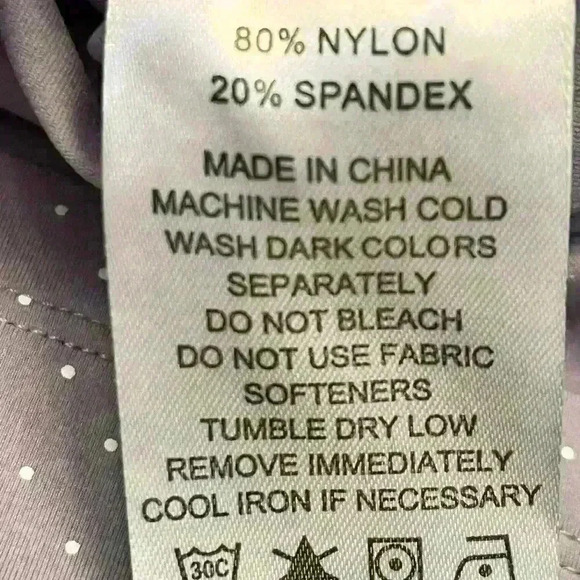 80% NYLON
20% SPANDEX
MADE IN CHINA
MACHINE WASH COLD
WASH DARK COLORS
SEPARATELY
DO NOT BLEACH
DO NOT USE FABRIC
SOFTENERS
TUMBLE DRY LOW
REMOVE IMMEDIATELY
COOL IRON IF NECESSARY
30C